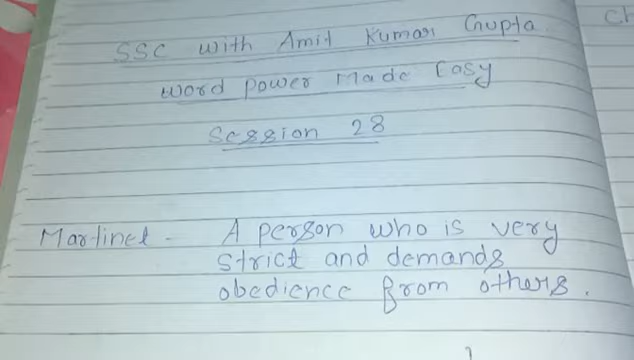 SSC with Amit Kumar Gupta
word power Made Easy
Session 28
Ch
Martinet - A person who is very
strict and demands
obedience from others.